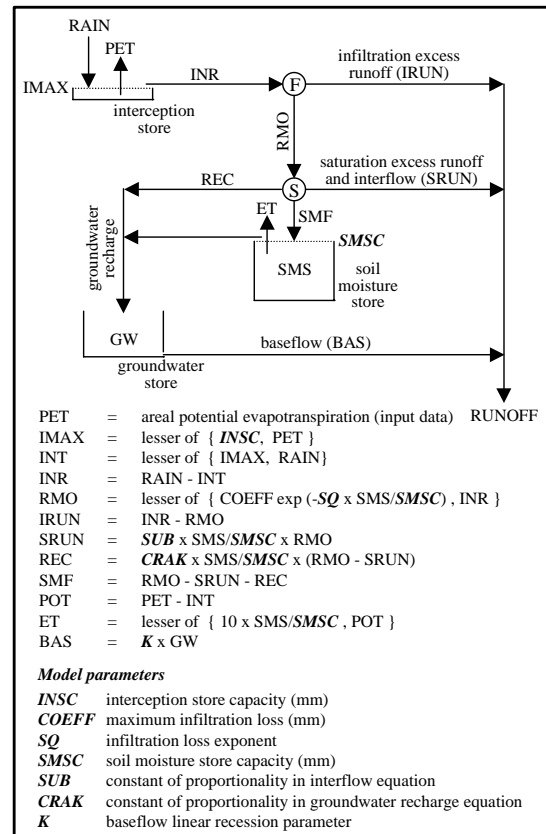 RAIN
PET
IMAX
interception
store
INR
F
infiltration excess
runoff (IRUN)
RMO
REC
S
saturation excess runoff
and interflow (SRUN)
ET
SMF
SMSC
groundwater
recharge
SMS
soil
moisture
store
GW
groundwater
store
baseflow (BAS)
RUNOFF
PET = areal potential evapotranspiration (input data)
IMAX = lesser of { INSC, PET }
INT = lesser of { IMAX, RAIN}
INR = RAIN - INT
RMO = lesser of { COEFF exp (-SQ x SMS/SMSC) , INR }
IRUN = INR - RMO
SRUN = SUB x SMS/SMSC x RMO
REC = CRAK x SMS/SMSC x (RMO - SRUN)
SMF = RMO - SRUN - REC
POT = PET - INT
ET = lesser of { 10 x SMS/SMSC , POT }
BAS = K x GW
Model parameters
INSC interception store capacity (mm)
COEFF maximum infiltration loss (mm)
SQ infiltration loss exponent
SMSC soil moisture store capacity (mm)
SUB constant of proportionality in interflow equation
CRAK constant of proportionality in groundwater recharge equation
K baseflow linear recession parameter